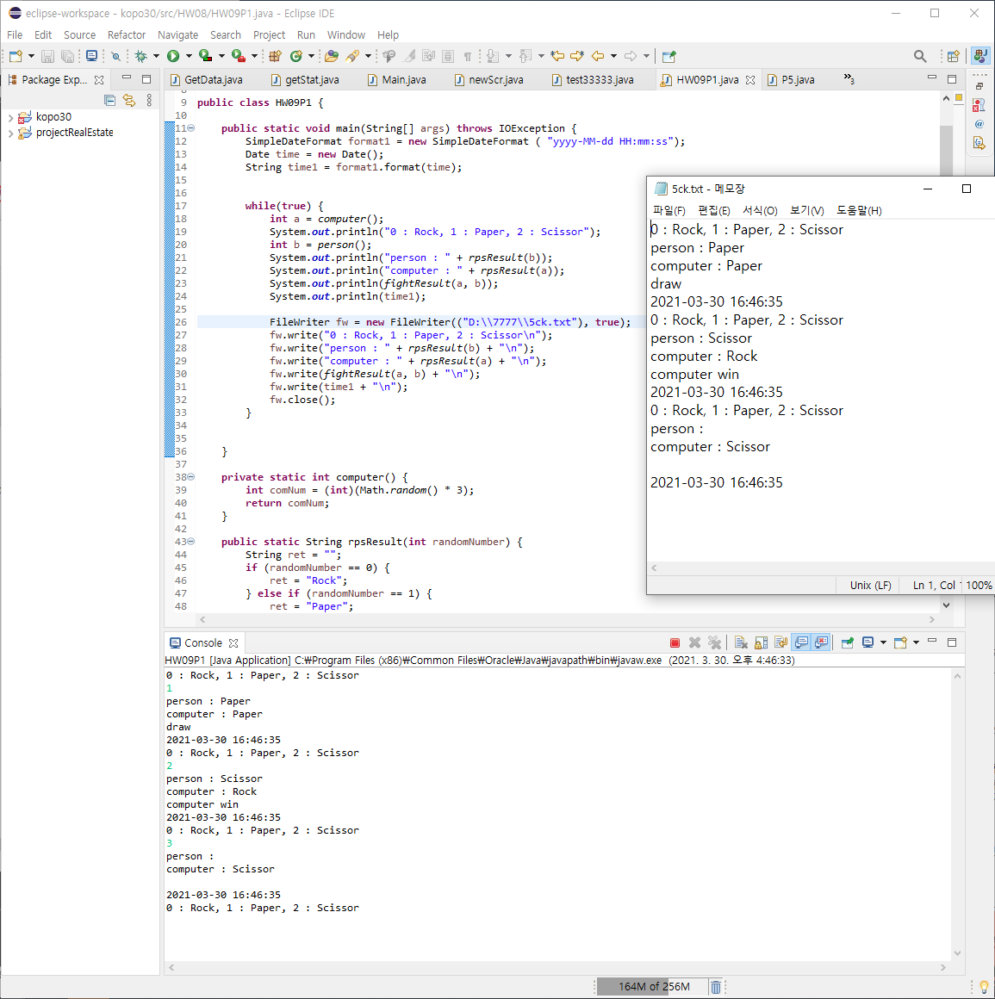 eclipse-workspace - kopo30/src/HW08/HW09P1.java - Eclipse IDE
File Edit Source Refactor Navigate Search Project Run Window Help
Package Exp...
kopo30
projectRealEstate
GetData.java getStat.java Main.java newScr.java test33333.java HW09P1.java P5.java »3
9 public class HW09P1 {
10
11 public static void main(String[] args) throws IOException {
12 SimpleDateFormat format1 = new SimpleDateFormat ( "yyyy-MM-dd HH:mm:ss");
13 Date time = new Date();
14 String time1 = format1.format(time);
15
16
17 while(true) {
18 int a = computer();
19 System.out.println("0 : Rock, 1 : Paper, 2 : Scissor");
20 int b = person();
21 System.out.println("person : " + rpsResult(b));
22 System.out.println("computer : " + rpsResult(a));
23 System.out.println(fightResult(a, b));
24 System.out.println(time1);
25
26 FileWriter fw = new FileWriter(("D:\\7777\\5ck.txt"), true);
27 fw.write("0 : Rock, 1 : Paper, 2 : Scissor\n");
28 fw.write("person : " + rpsResult(b) + "\n");
29 fw.write("computer : " + rpsResult(a) + "\n");
30 fw.write(fightResult(a, b) + "\n");
31 fw.write(time1 + "\n");
32 fw.close();
33 }
34
35
36 }
37
38 private static int computer() {
39 int comNum = (int)(Math.random() * 3);
40 return comNum;
41 }
42
43 public static String rpsResult(int randomNumber) {
44 String ret = "";
45 if (randomNumber == 0) {
46 ret = "Rock";
47 } else if (randomNumber == 1) {
48 ret = "Paper";
5ck.txt - 메모장
파일(F) 편집(E) 서식(O) 보기(V) 도움말(H)
0 : Rock, 1 : Paper, 2 : Scissor
person : Paper
computer : Paper
draw
2021-03-30 16:46:35
0 : Rock, 1 : Paper, 2 : Scissor
person : Scissor
computer : Rock
computer win
2021-03-30 16:46:35
0 : Rock, 1 : Paper, 2 : Scissor
person :
computer : Scissor
2021-03-30 16:46:35
Unix (LF) Ln 1, Col 100%
Console
HW09P1 [Java Application] C:₩Program Files (x86)₩Common Files₩Oracle₩Java₩javapath₩bin₩javaw.exe (2021. 3. 30. 오후 4:46:33)
0 : Rock, 1 : Paper, 2 : Scissor
1
person : Paper
computer : Paper
draw
2021-03-30 16:46:35
0 : Rock, 1 : Paper, 2 : Scissor
2
person : Scissor
computer : Rock
computer win
2021-03-30 16:46:35
0 : Rock, 1 : Paper, 2 : Scissor
3
person :
computer : Scissor
2021-03-30 16:46:35
0 : Rock, 1 : Paper, 2 : Scissor
164M of 256M